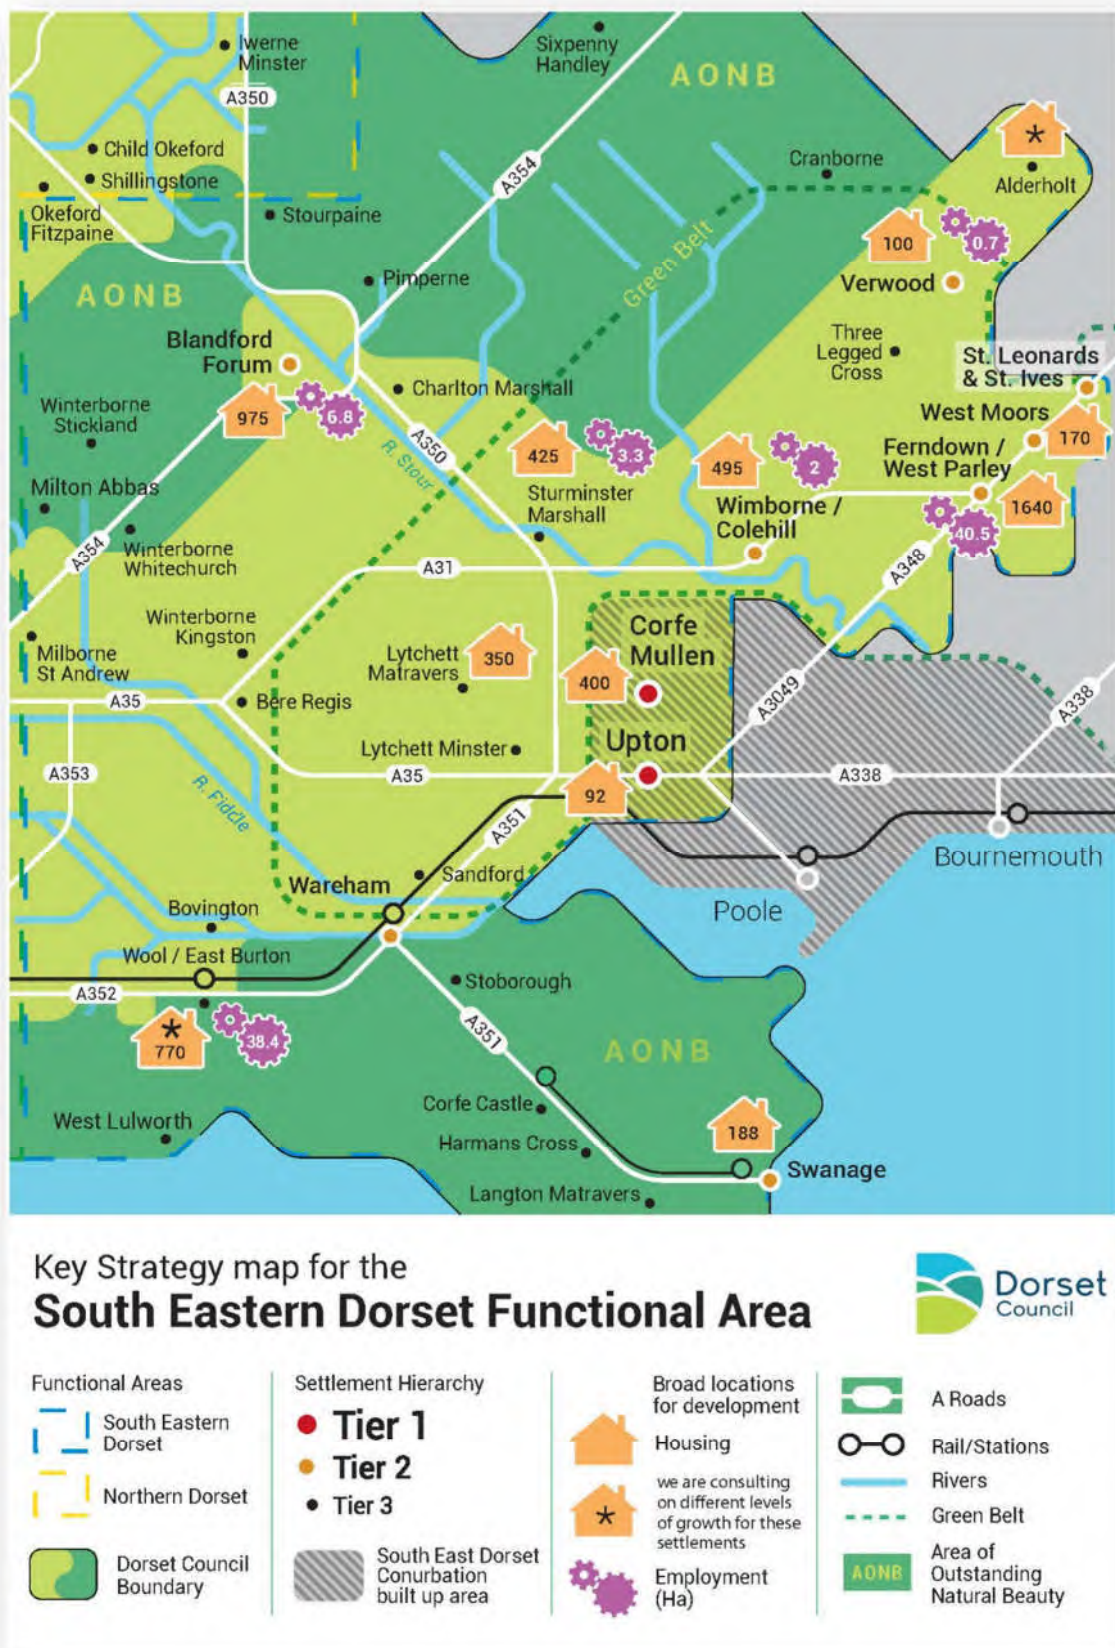 Iwerne
Minster
Sixpenny
Handley
AONB
A350
Child Okeford
Shillingstone
Okeford
Fitzpaine
Stourpaine
A354
Cranborne
*
Alderholt
Green Belt
100
0.7
Verwood
AONB
Pimperne
Blandford
Forum
Three
Legged
Cross
St. Leonards
& St. Ives
Charlton Marshall
975
6.8
Winterborne
Stickland
A350
R. Stour
425
3.3
495
2
West Moors
170
Ferndown /
West Parley
1640
40.5
Milton Abbas
Sturminster
Marshall
Wimborne /
Colehill
A354
Winterborne
Whitechurch
A31
A348
Winterborne
Kingston
Milborne
St Andrew
Lytchett
Matravers
350
Corfe
Mullen
400
A35
Bere Regis
A3049
A338
Lytchett Minster
Upton
A353
A35
92
A338
R. Piddle
A351
Bournemouth
Wareham
Sandford
Bovington
Poole
Wool / East Burton
A352
Stoborough
*
770
38.4
A351
AONB
West Lulworth
Corfe Castle
188
Harmans Cross
Swanage
Langton Matravers
Key Strategy map for the
South Eastern Dorset Functional Area
Dorset
Council
Functional Areas
South Eastern
Dorset
Northern Dorset
Dorset Council
Boundary
Settlement Hierarchy
Tier 1
Tier 2
Tier 3
South East Dorset
Conurbation
built up area
Broad locations
for development
Housing
*
we are consulting
on different levels
of growth for these
settlements
Employment
(Ha)
A Roads
Rail/Stations
Rivers
Green Belt
AONB
Area of
Outstanding
Natural Beauty